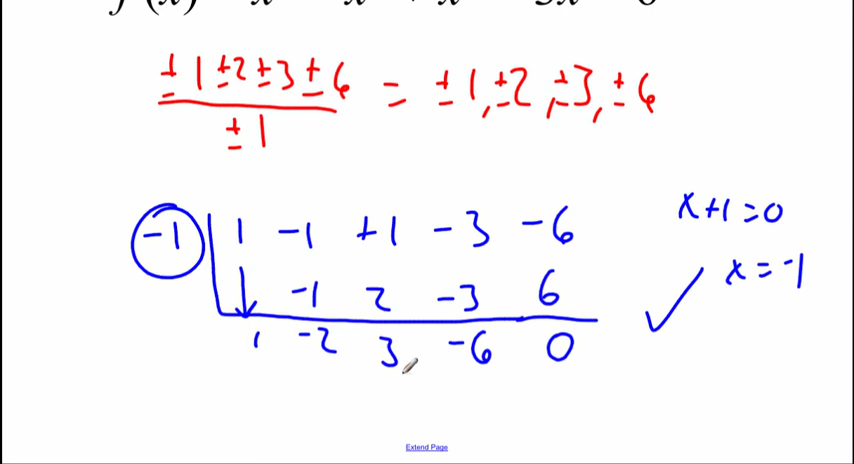 ± 1 ± 2 ± 3 ± 6 = ± 1, ± 2, ± 3, ± 6
± 1
-1 1 -1 +1 -3 -6 x+1=0
-1 2 -3 6 ✓ x=-1
1 -2 3 -6 0
Extend Page